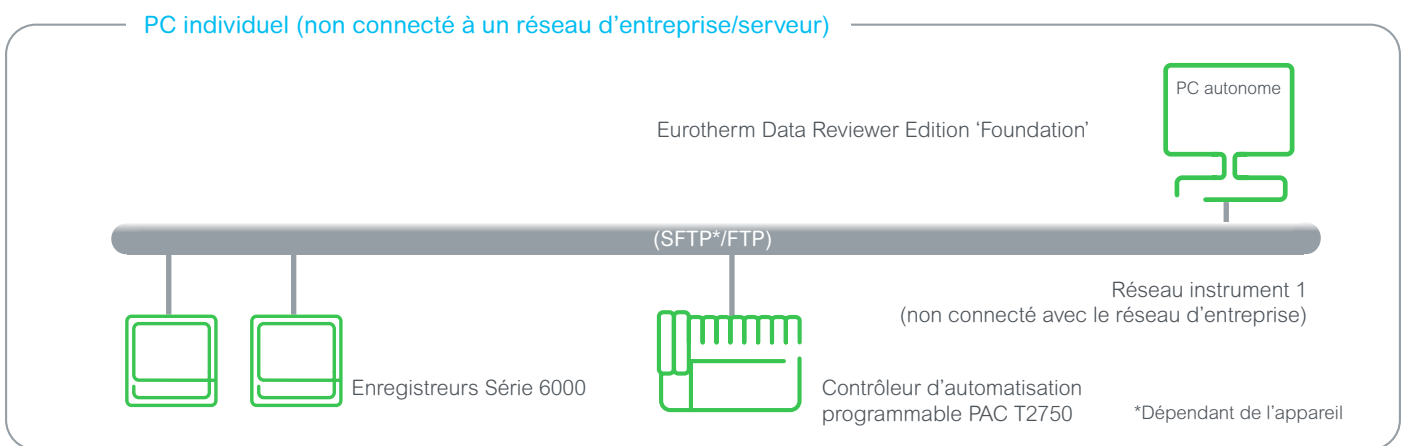 PC individuel (non connecté à un réseau d’entreprise/serveur)
PC autonome
Eurotherm Data Reviewer Edition ‘Foundation’
(SFTP*/FTP)
Réseau instrument 1
(non connecté avec le réseau d’entreprise)
Enregistreurs Série 6000
Contrôleur d’automatisation
programmable PAC T2750
*Dépendant de l’appareil